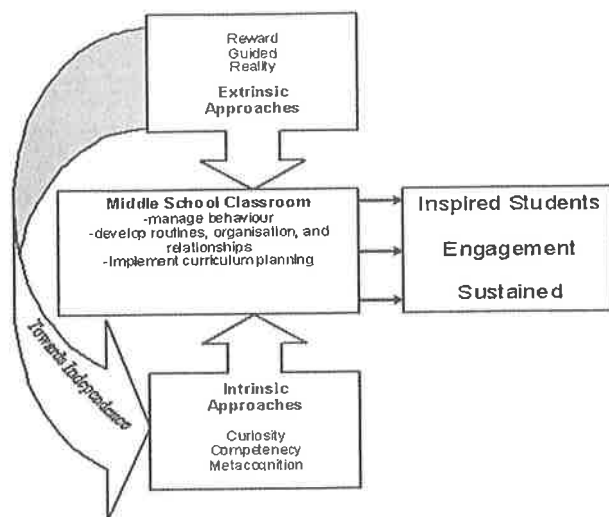 Reward
Guided
Reality
Extrinsic
Approaches
Middle School Classroom
-manage behaviour
-develop routines, organisation, and
relationships
-Implement curriculum planning
Inspired Students
Engagement
Sustained
Towards Independence
Intrinsic
Approaches
Curiosity
Competency
Metacognition